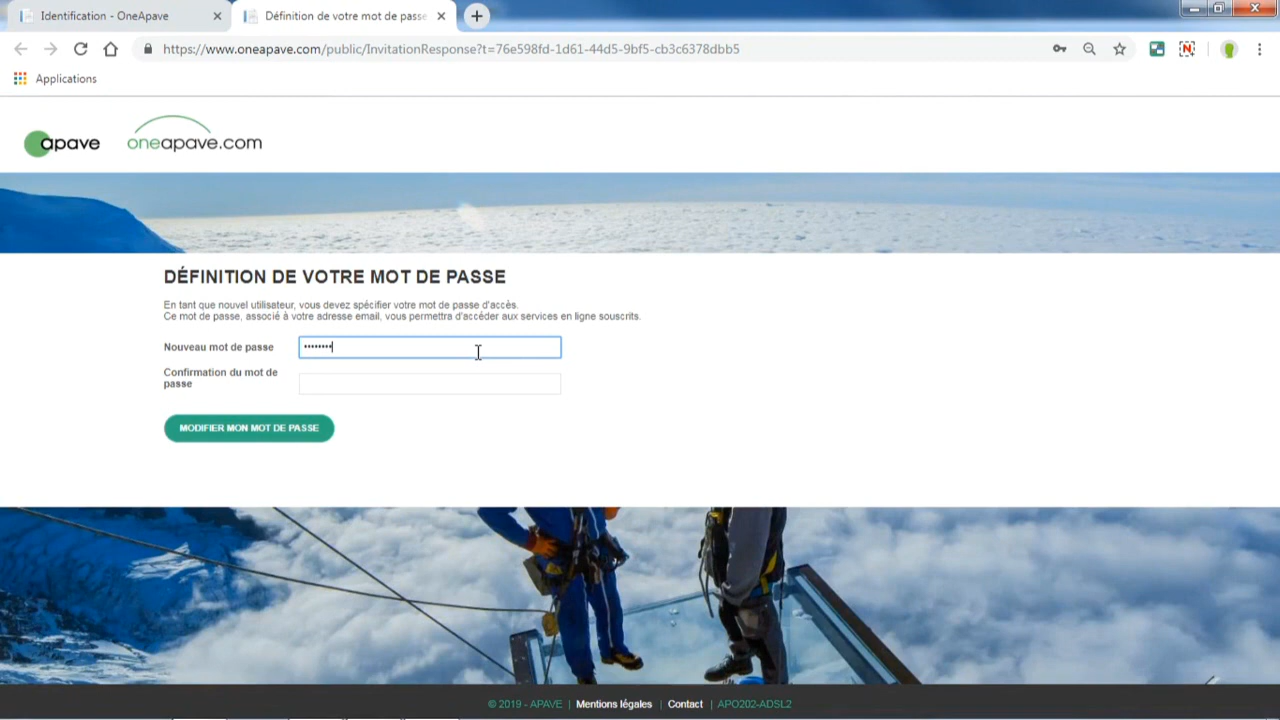 Identification - OneApave
Définition de votre mot de passe
https://www.oneapave.com/public/InvitationResponse?t=76e598fd-1d61-44d5-9bf5-cb3c6378dbb5
Applications
apave
oneapave.com
DÉFINITION DE VOTRE MOT DE PASSE
En tant que nouvel utilisateur, vous devez spécifier votre mot de passe d'accès.
Ce mot de passe, associé à votre adresse email, vous permettra d'accéder aux services en ligne souscrits.
Nouveau mot de passe ••••••••
Confirmation du mot de
passe
MODIFIER MON MOT DE PASSE
© 2019 - APAVE | Mentions légales | Contact | APO202-ADSL2